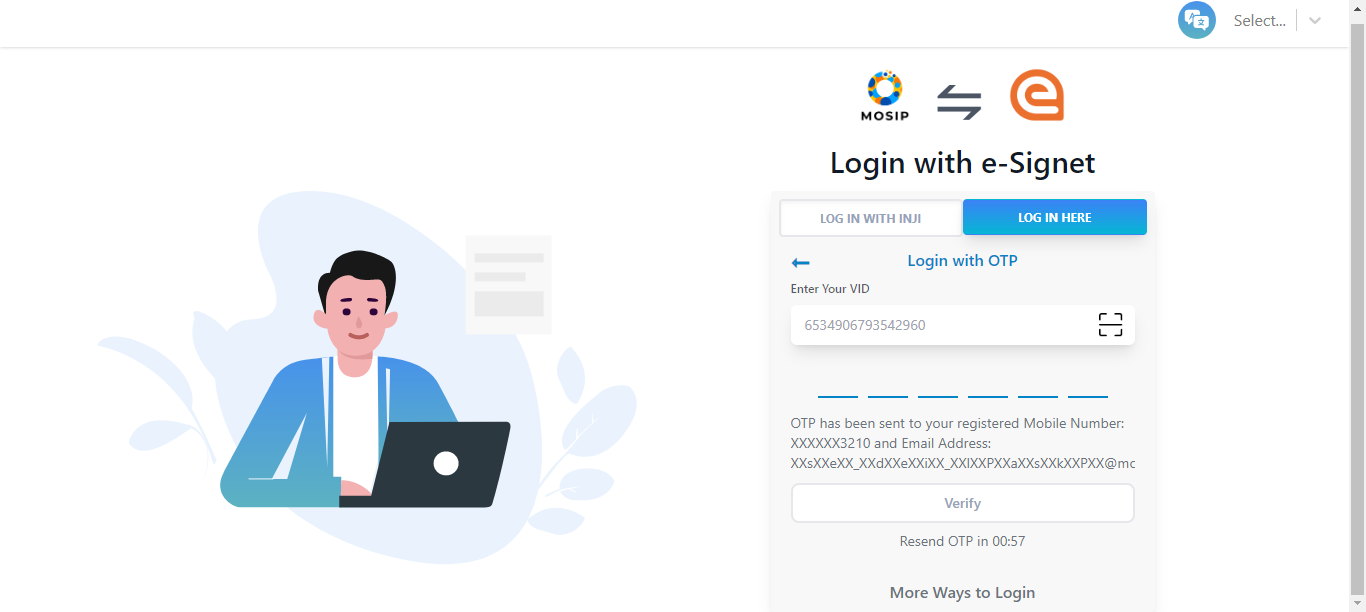 Select...
MOSIP
Login with e-Signet
LOG IN WITH INJI
LOG IN HERE
Login with OTP
Enter Your VID
6534906793542960
OTP has been sent to your registered Mobile Number:
XXXXXX3210 and Email Address:
XXsXXeXX_XXdXXeXXiXX_XXlXXPXXaXXsXXkXXPXX@mc
Verify
Resend OTP in 00:57
More Ways to Login